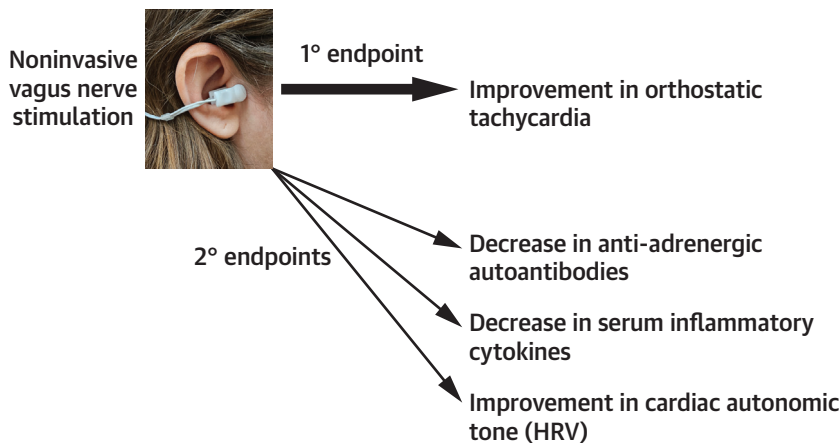 Noninvasive
vagus nerve
stimulation
1° endpoint
Improvement in orthostatic
tachycardia
2° endpoints
Decrease in anti-adrenergic
autoantibodies
Decrease in serum inflammatory
cytokines
Improvement in cardiac autonomic
tone (HRV)